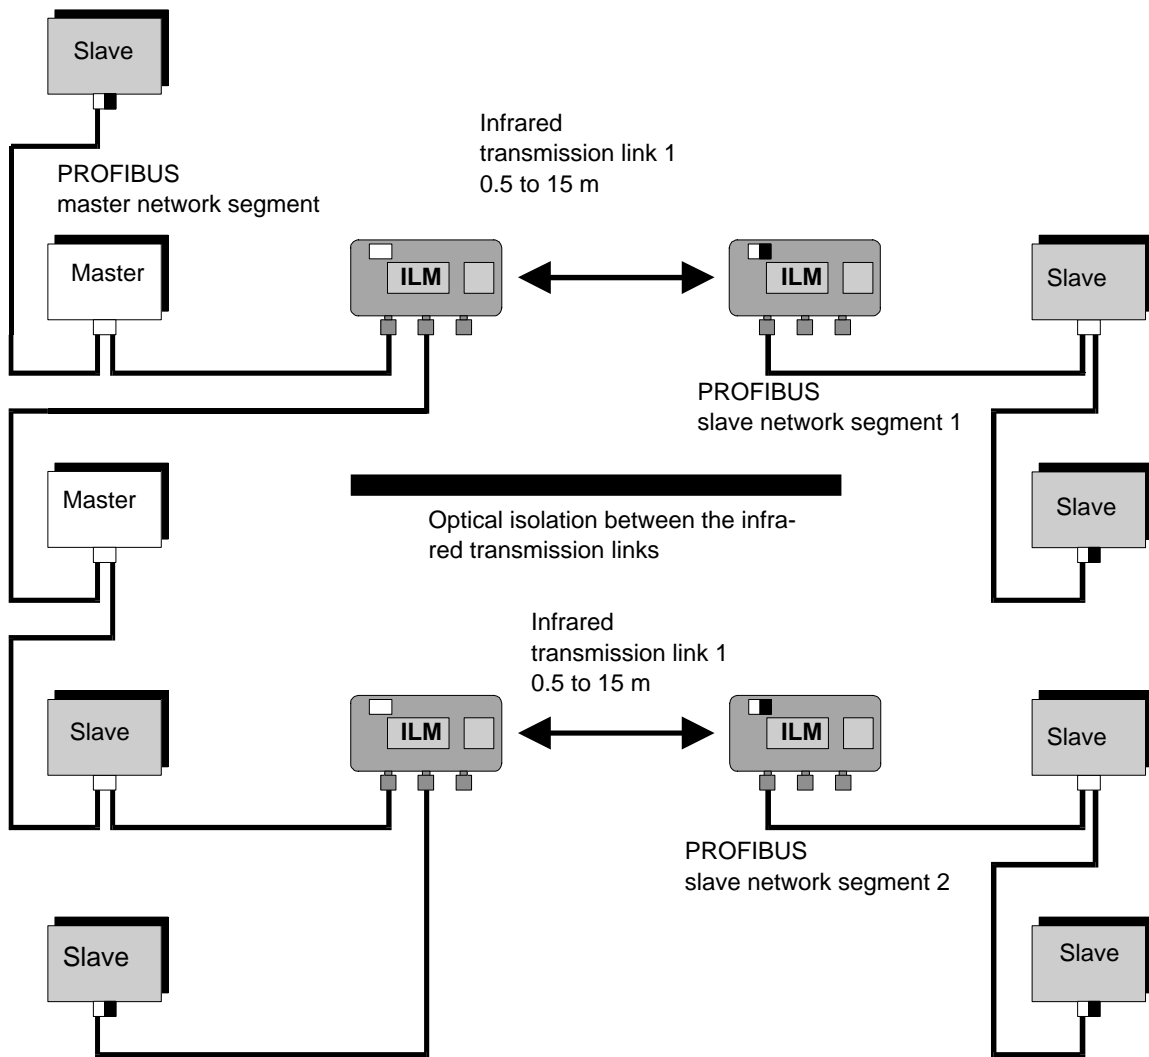 Slave
Infrared
transmission link 1
0.5 to 15 m
PROFIBUS
master network segment
Master
ILM
ILM
Slave
PROFIBUS
slave network segment 1
Master
Slave
Optical isolation between the infra-
red transmission links
Infrared
transmission link 1
0.5 to 15 m
Slave
ILM
ILM
Slave
PROFIBUS
slave network segment 2
Slave
Slave